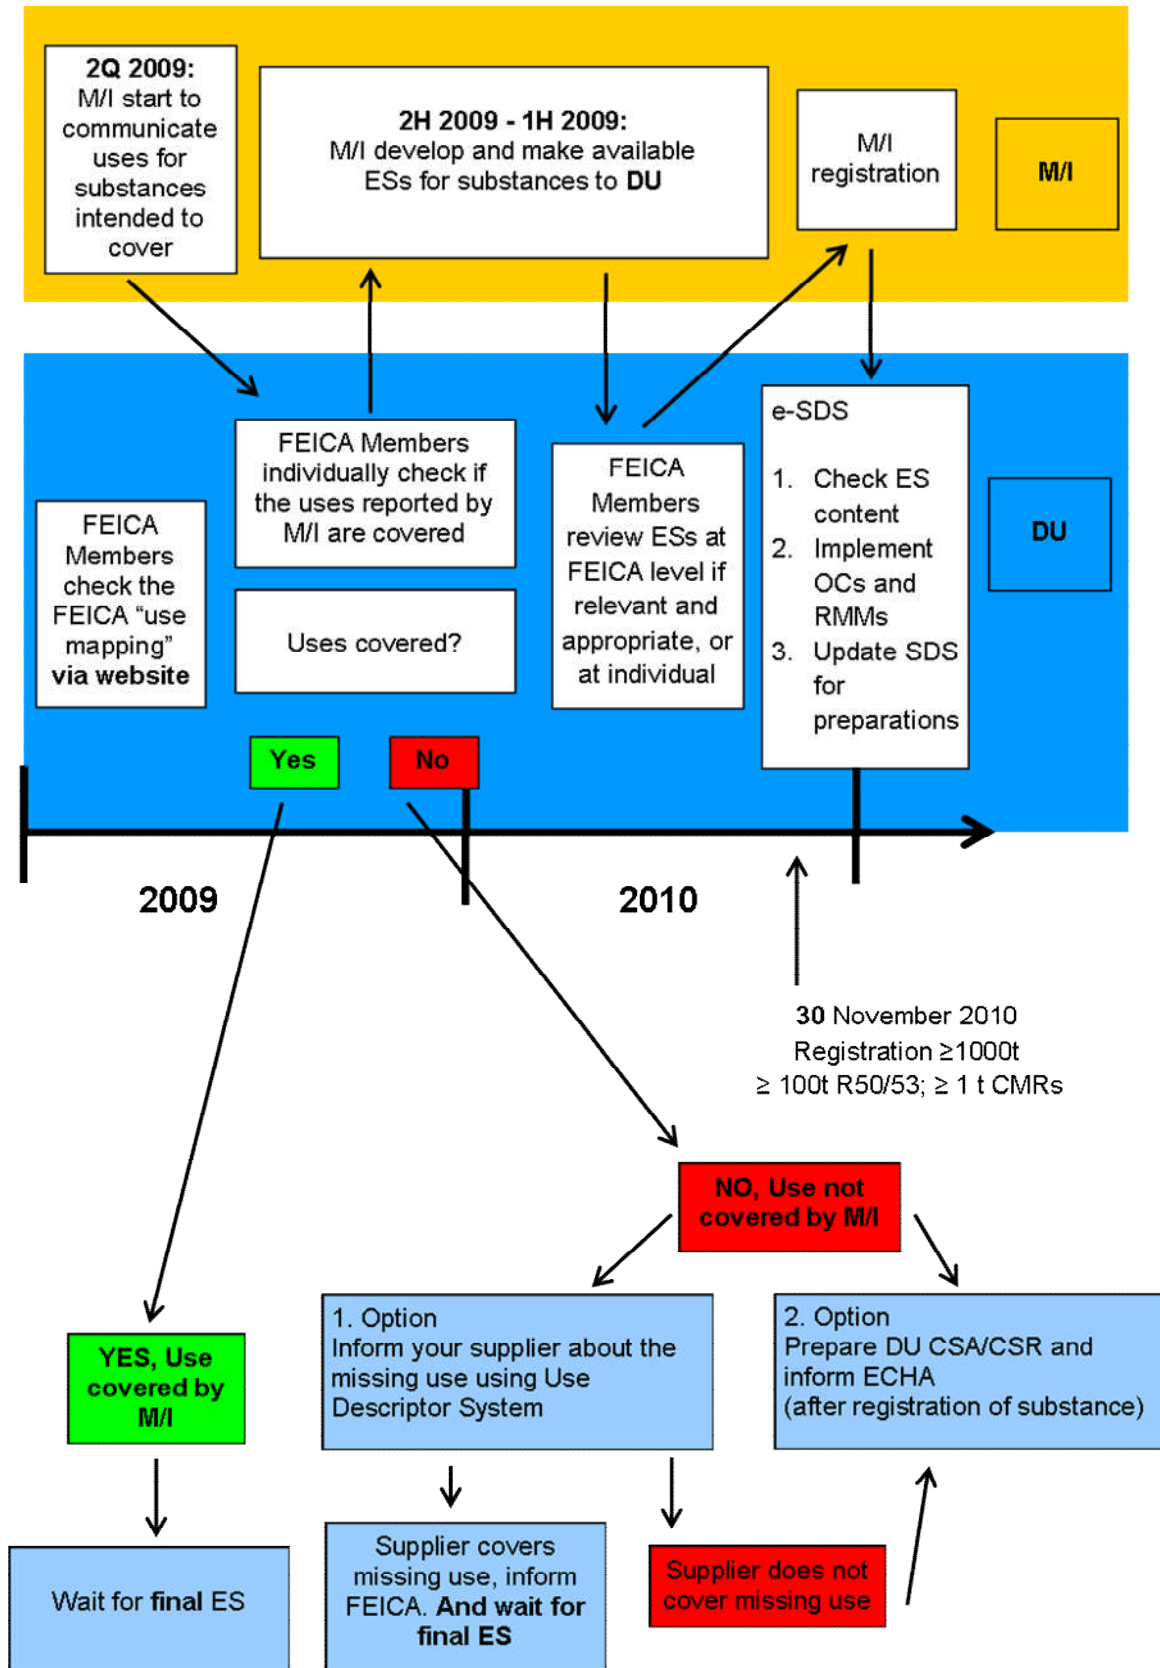 2Q 2009:
M/I start to
communicate
uses for
substances
intended to
cover
2H 2009 - 1H 2009:
M/I develop and make available
ESs for substances to DU
M/I
registration
M/I
FEICA
Members
check the
FEICA “use
mapping”
via website
FEICA Members
individually check if
the uses reported by
M/I are covered
Uses covered?
Yes
No
FEICA
Members
review ESs at
FEICA level if
relevant and
appropriate, or
at individual
e-SDS
1. Check ES
content
2. Implement
OCs and
RMMs
3. Update SDS
for
preparations
DU
2009
2010
30 November 2010
Registration ≥1000t
≥ 100t R50/53; ≥ 1 t CMRs
NO, Use not
covered by M/I
YES, Use
covered by
M/I
1. Option
Inform your supplier about the
missing use using Use
Descriptor System
2. Option
Prepare DU CSA/CSR and
inform ECHA
(after registration of substance)
Wait for final ES
Supplier covers
missing use, inform
FEICA. And wait for
final ES
Supplier does not
cover missing use